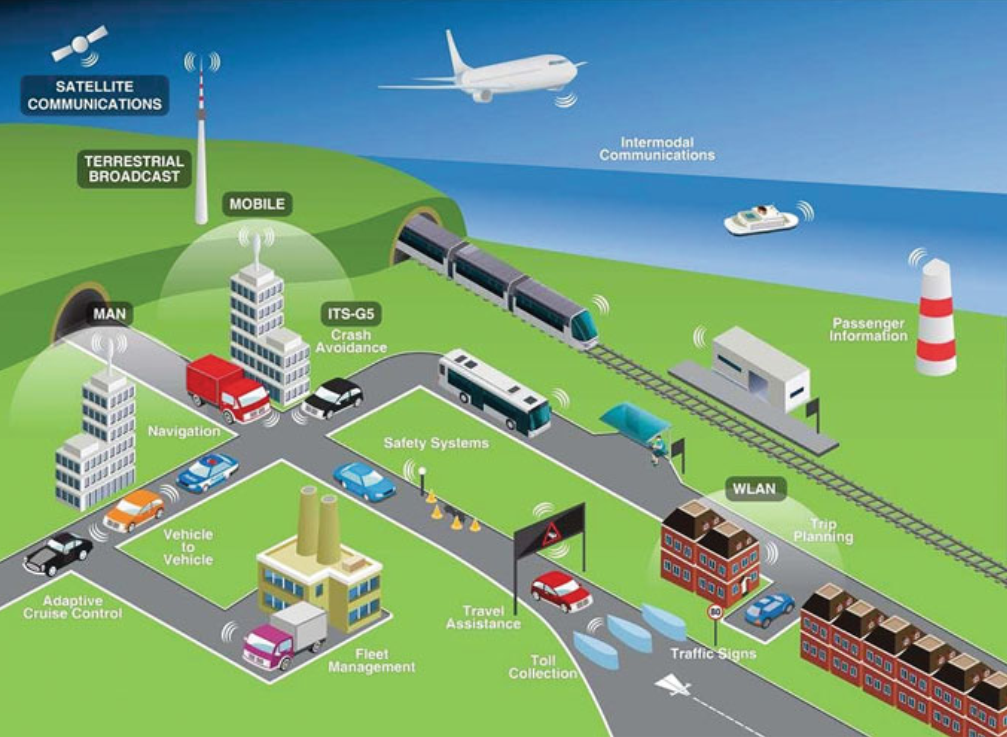 SATELLITE
COMMUNICATIONS
TERRESTRIAL
BROADCAST
Intermodal
Communications
MOBILE
MAN
ITS-G5
Crash
Avoidance
Passenger
Information
Navigation
Safety Systems
WLAN
Trip
Planning
Vehicle
to
Vehicle
Adaptive
Cruise Control
Travel
Assistance
80
Fleet
Management
Toll
Collection
Traffic Signs